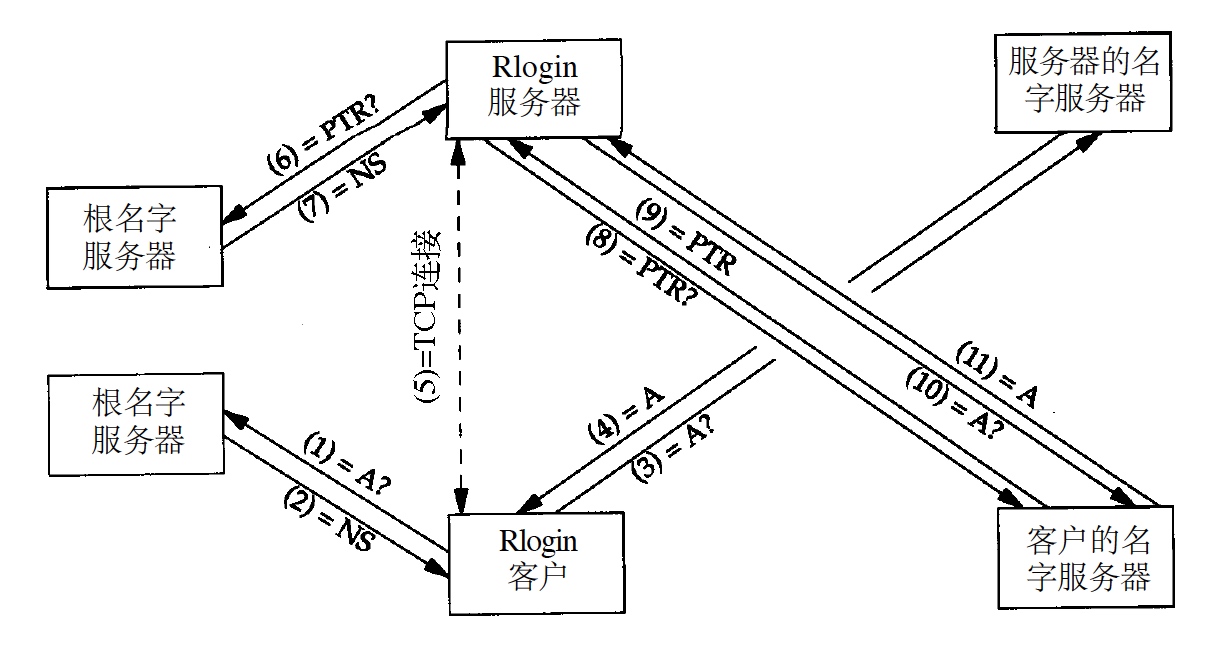 Rlogin
服务器
服务器的名
字服务器
(6) = PTR?
(7) = NS
根名字
服务器
(9) = PTR
(8) = PTR?
(5)=TCP连接
(11) = A
(10) = A?
根名字
服务器
(4) = A
(3) = A?
(1) = A?
(2) = NS
Rlogin
客户
客户的名
字服务器